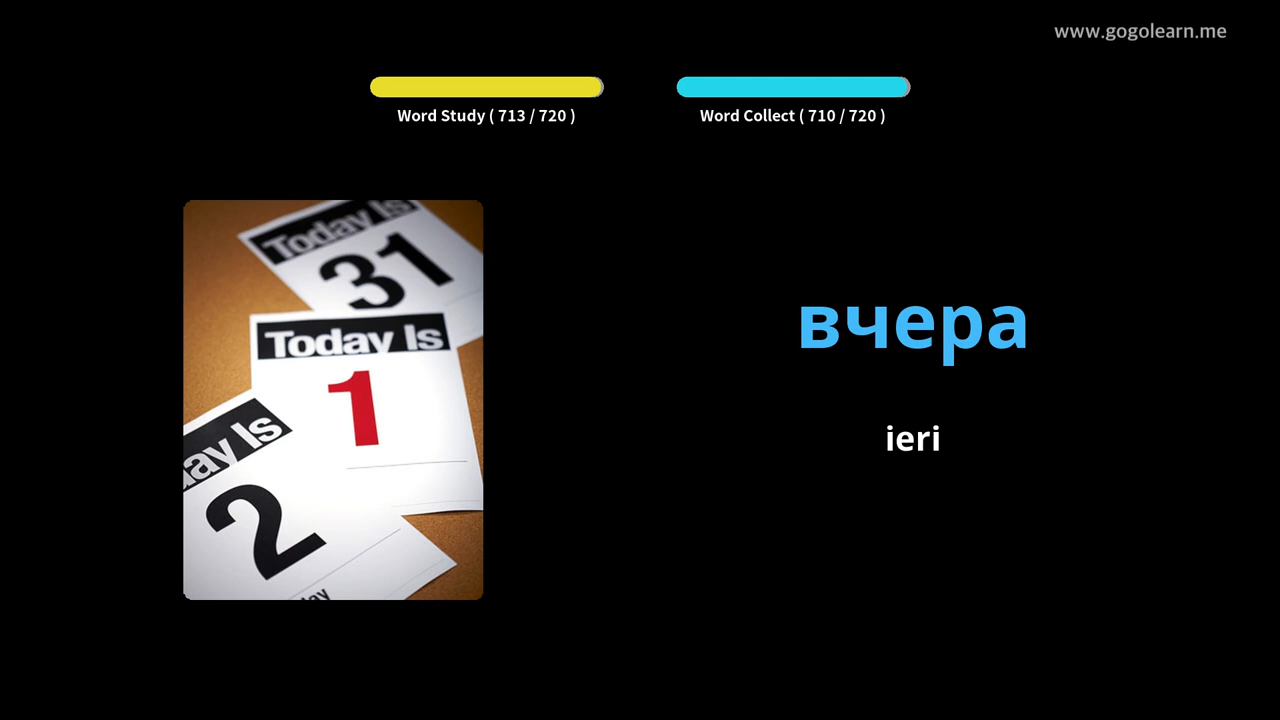 www.gogolearn.me
Word Study ( 713 / 720 )
Word Collect ( 710 / 720 )
Today Is
31
Today Is
1
day Is
2
вчера
ieri